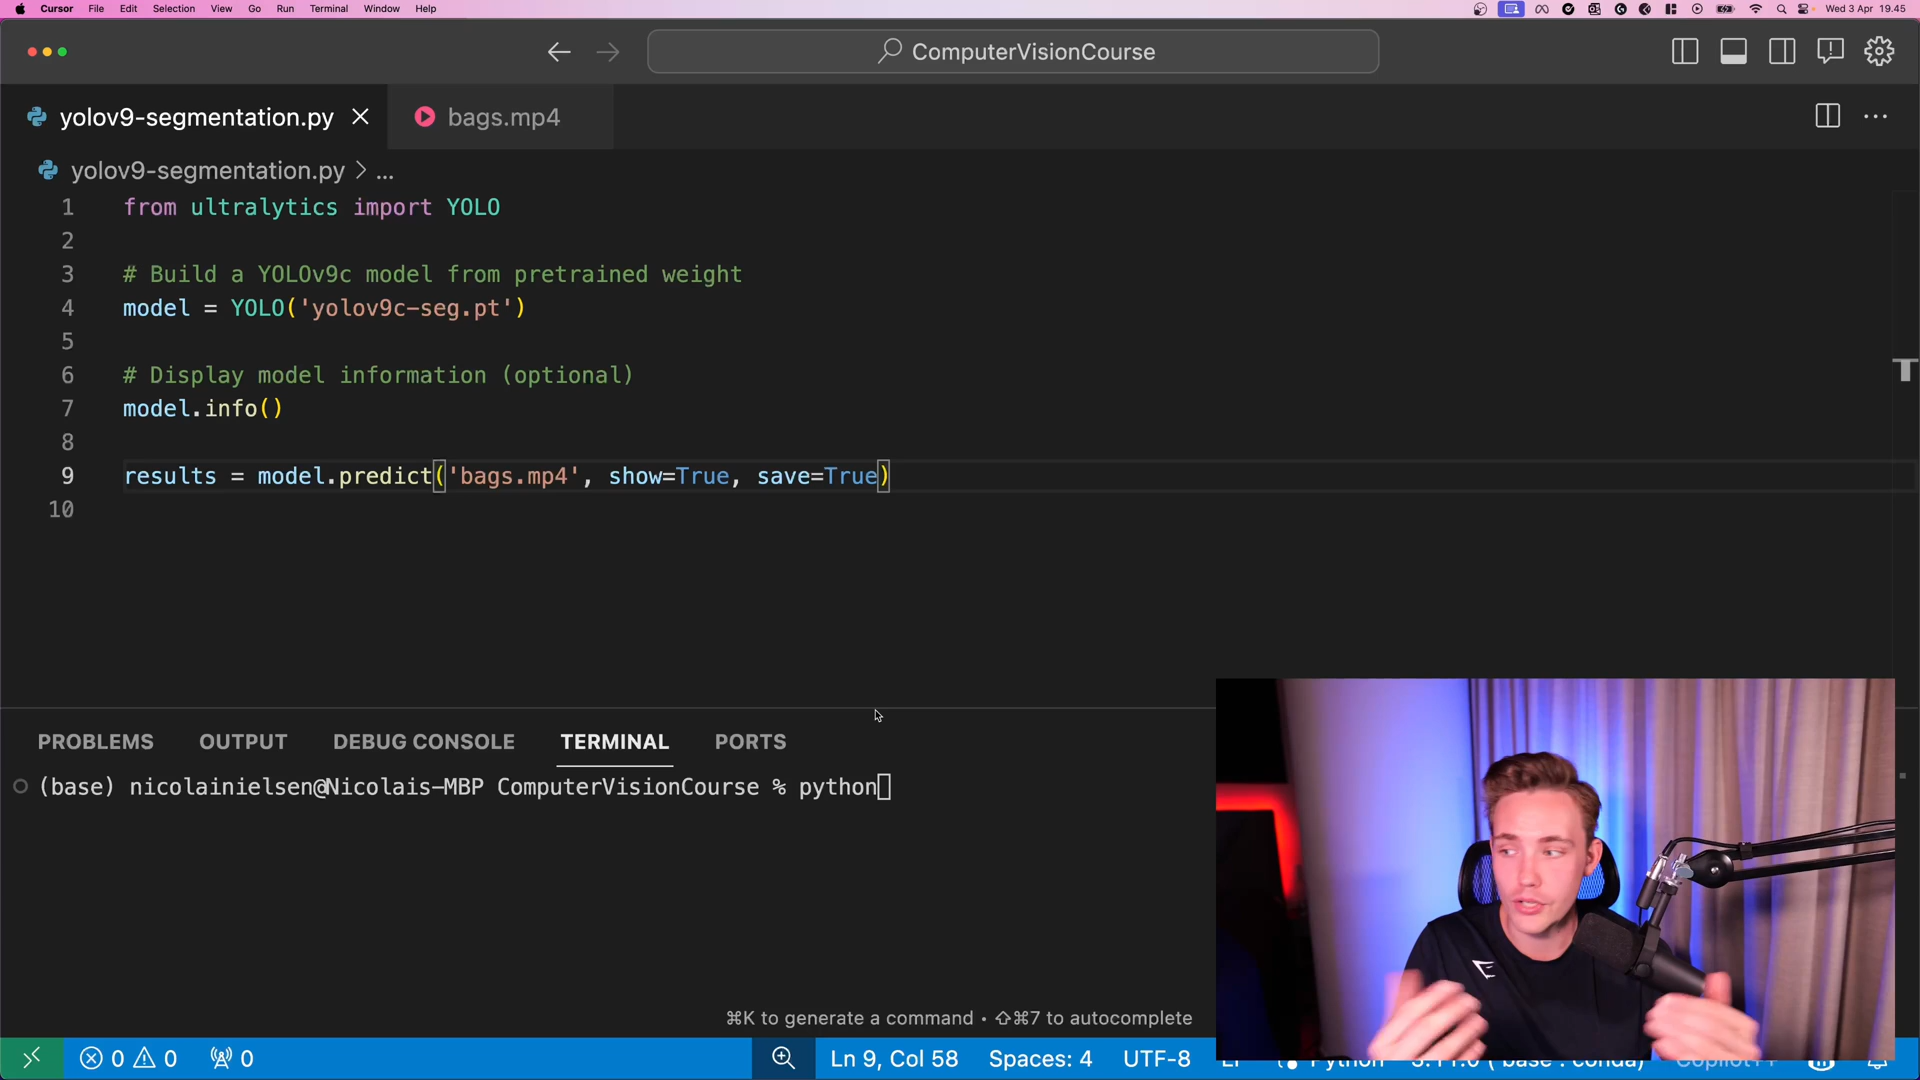 Cursor File Edit Selection View Go Run Terminal Window Help Wed 3 Apr 19.45
ComputerVisionCourse
yolov9-segmentation.py bags.mp4
yolov9-segmentation.py > ...
1 from ultralytics import YOLO
2
3 # Build a YOLOv9c model from pretrained weight
4 model = YOLO('yolov9c-seg.pt')
5
6 # Display model information (optional)
7 model.info()
8
9 results = model.predict('bags.mp4', show=True, save=True)
10
PROBLEMS OUTPUT DEBUG CONSOLE TERMINAL PORTS
(base) nicolainielsen@Nicolais-MBP ComputerVisionCourse % python
⌘K to generate a command • ⇧⌘7 to autocomplete
0 0 0 Ln 9, Col 58 Spaces: 4 UTF-8 LF Python